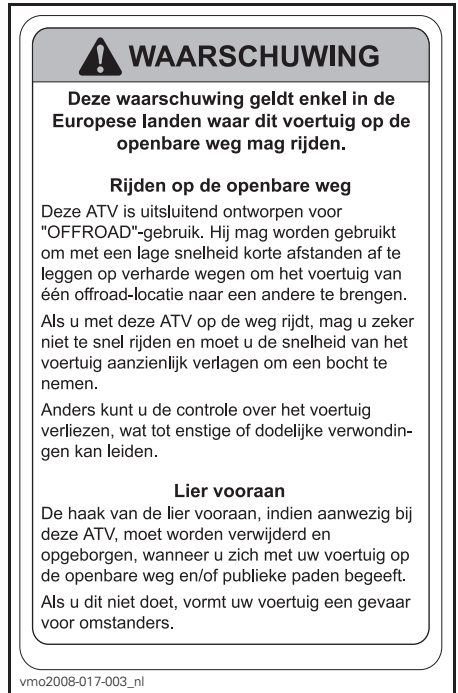 WAARSCHUWING
Deze waarschuwing geldt enkel in de
Europese landen waar dit voertuig op de
openbare weg mag rijden.
Rijden op de openbare weg
Deze ATV is uitsluitend ontworpen voor
"OFFROAD"-gebruik. Hij mag worden gebruikt
om met een lage snelheid korte afstanden af te
leggen op verharde wegen om het voertuig van
één offroad-locatie naar een andere te brengen.
Als u met deze ATV op de weg rijdt, mag u zeker
niet te snel rijden en moet u de snelheid van het
voertuig aanzienlijk verlagen om een bocht te
nemen.
Anders kunt u de controle over het voertuig
verliezen, wat tot enstige of dodelijke verwondin-
gen kan leiden.
Lier vooraan
De haak van de lier vooraan, indien aanwezig bij
deze ATV, moet worden verwijderd en
opgeborgen, wanneer u zich met uw voertuig op
de openbare weg en/of publieke paden begeeft.
Als u dit niet doet, vormt uw voertuig een gevaar
voor omstanders.
vmo2008-017-003_nl